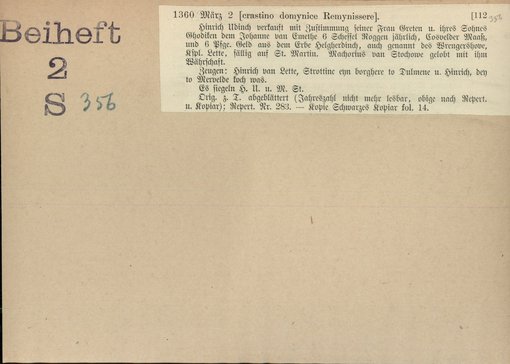 Beiheft
2
S 356
1360 März 2 [crastino domynice Remynissere]. [112 356
Hinrich Ubinch verkauft mit Zustimmung seiner Frau Greten u. ihres Sohnes
Ghodiken dem Johanne van Emethe 6 Scheffel Roggen jährlich, Cosvelder Maaß,
und 6 Pfge. Geld aus dem Erbe Helgherdinch, auch genannt des Wrengershove,
Kspl. Lette, fällig auf St. Martin. Machorius van Stochove gelobt mit ihm
Währschaft.
Zeugen: Hinrich van Lette, Strottine eyn borghere to Dulmene u. Hinrich, dey
to Mervelde koch was.
Es siegeln H. U. u. M. St.
Orig. z. T. abgeblättert (Jahreszahl nicht mehr lesbar, obige nach Repert.
u. Kopiar); Repert. Nr. 283. — Kopie Schwarzes Kopiar fol. 14.